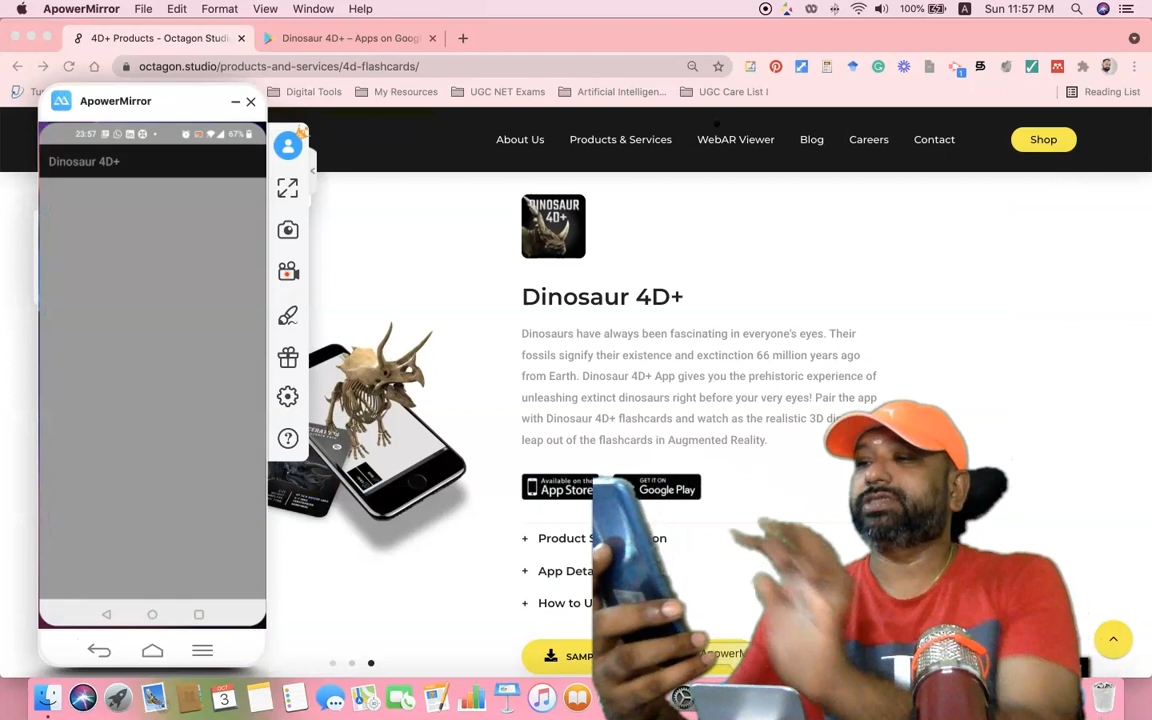 ApowerMirror File Edit Format View Window Help 100% A Sun 11:57 PM
4D+ Products - Octagon Studi
Dinosaur 4D+ – Apps on Goog
octagon.studio/products-and-services/4d-flashcards/
Digital Tools My Resources UGC NET Exams Artificial Intelligen... UGC Care List I Reading List
ApowerMirror
23:57 67%
Dinosaur 4D+
About Us Products & Services WebAR Viewer Blog Careers Contact Shop
DINOSAUR
4D+
Dinosaur 4D+
Dinosaurs have always been fascinating in everyone's eyes. Their
fossils signify their existence and exctinction 66 million years ago
from Earth. Dinosaur 4D+ App gives you the prehistoric experience of
unleashing extinct dinosaurs right before your very eyes! Pair the app
with Dinosaur 4D+ flashcards and watch as the realistic 3D
leap out of the flashcards in Augmented Reality.
Available on the
App Store
GET IT ON
Google Play
+ Product
+ App Deta
+ How to U
SAMP
ApowerM
OCT
3